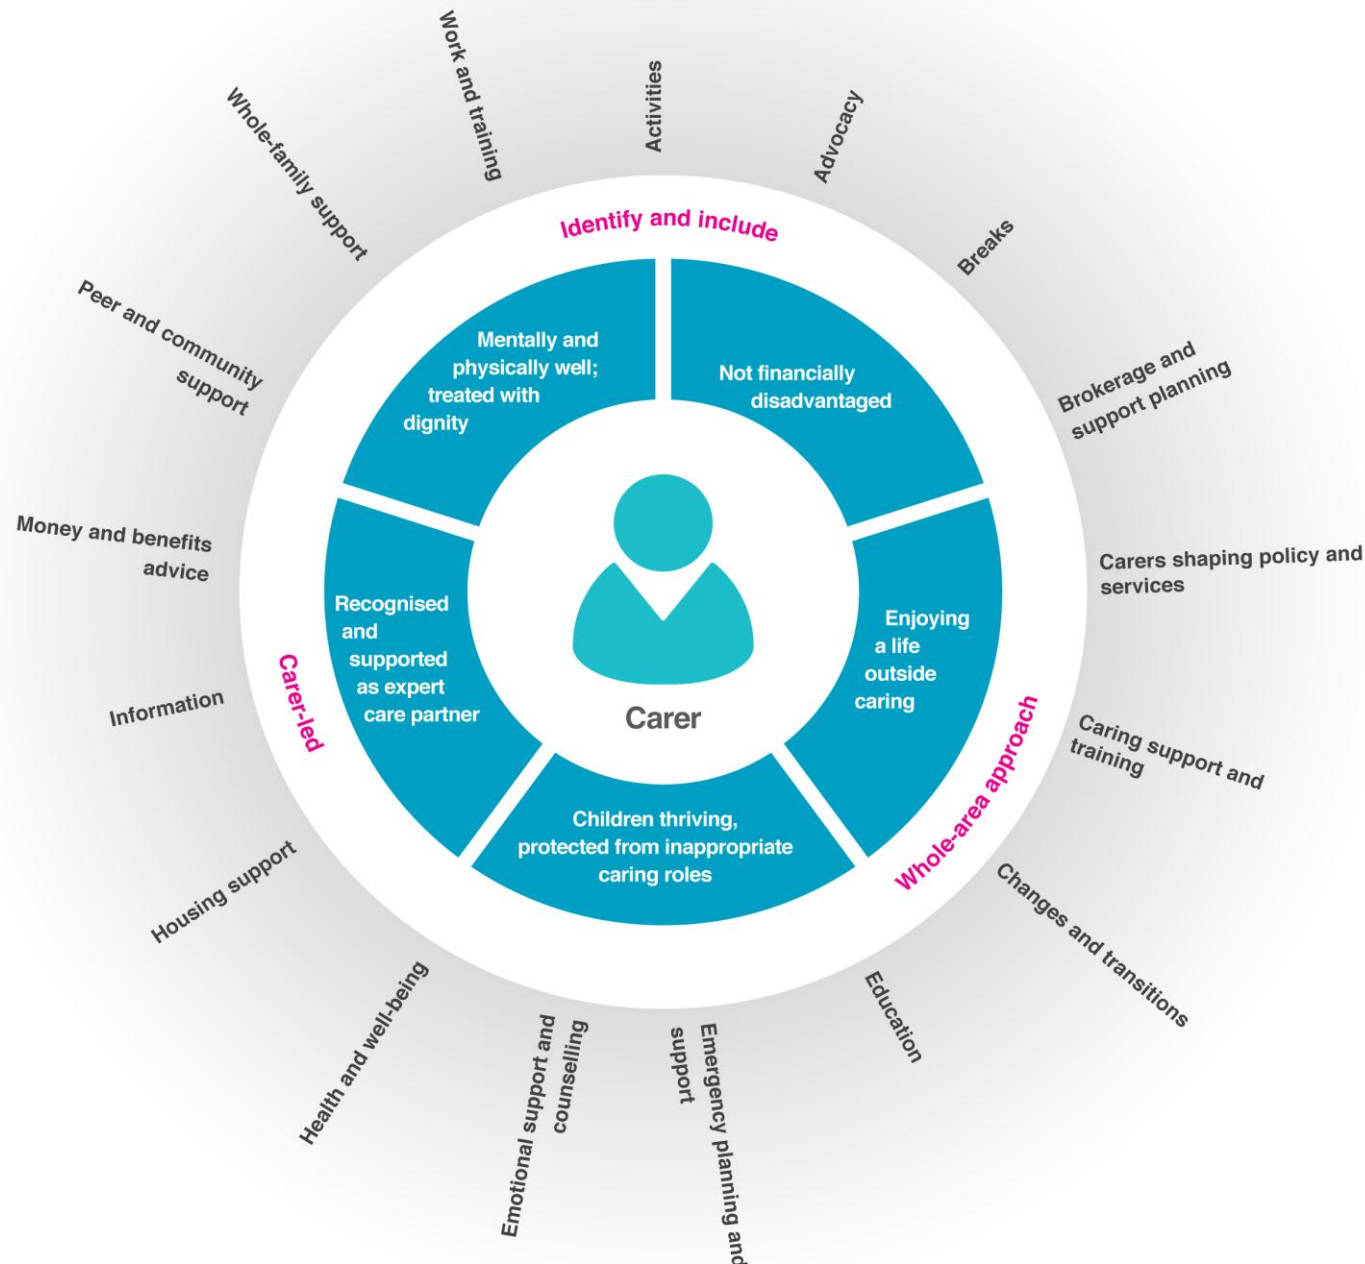 Activities
Advocacy
Breaks
Brokerage and
support planning
Carers shaping policy and
services
Caring support and
training
Changes and transitions
Education
Emergency planning and
support
Emotional support and
counselling
Health and well-being
Housing support
Information
Money and benefits
advice
Peer and community
support
Whole-family support
Work and training
Identify and include
Whole-area approach
Carer-led
Mentally and
physically well;
treated with
dignity
Not financially
disadvantaged
Enjoying
a life
outside
caring
Children thriving,
protected from inappropriate
caring roles
Recognised
and
supported
as expert
care partner
Carer